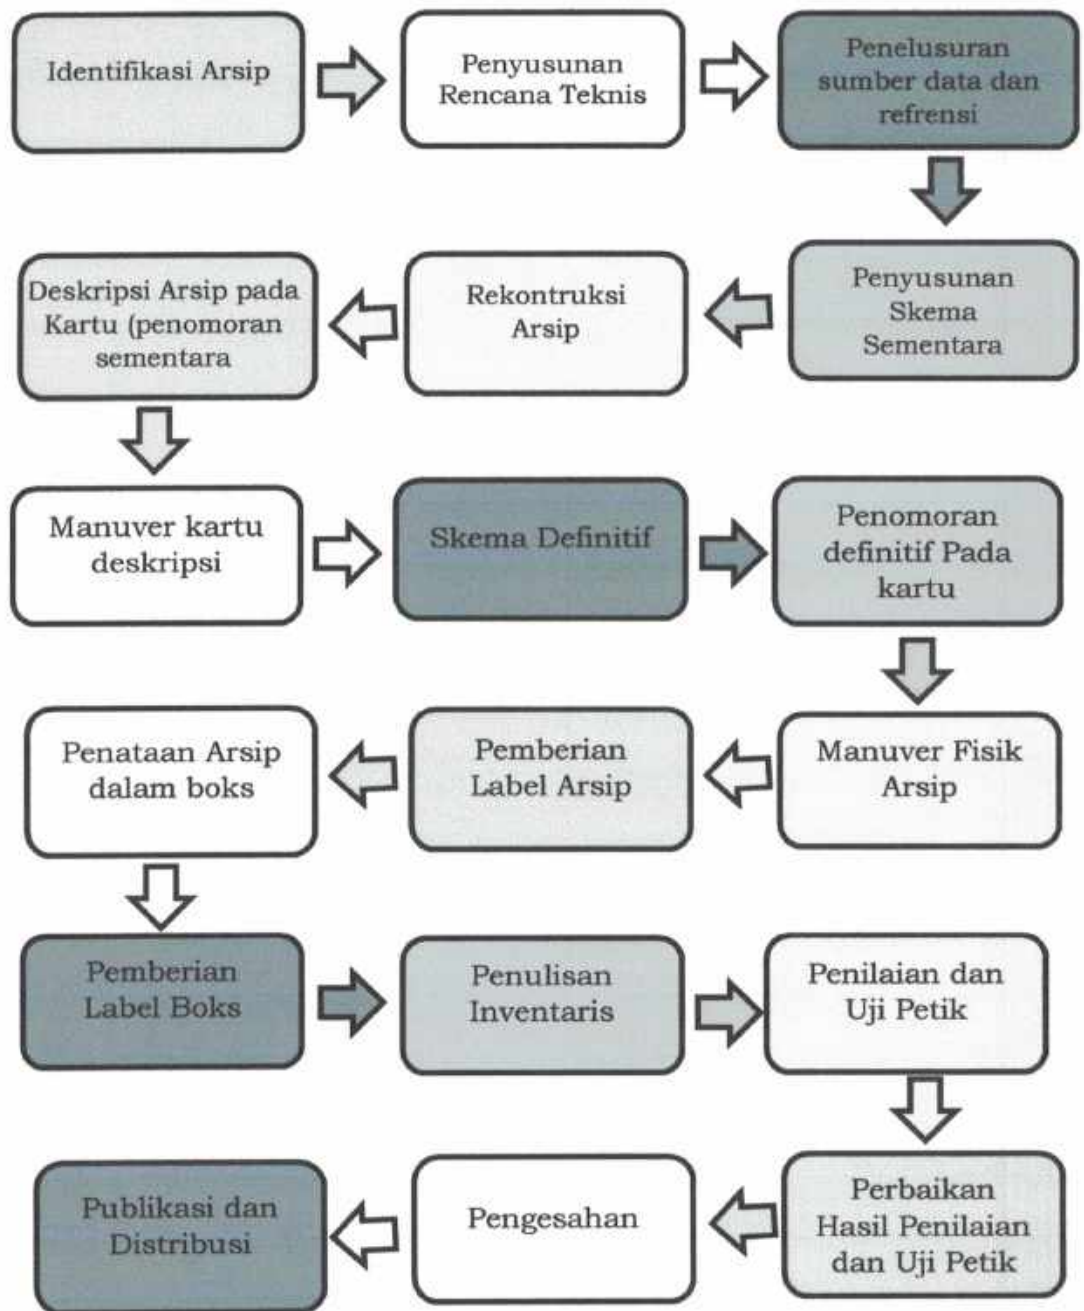 Identifikasi Arsip
Penyusunan
Rencana Teknis
Penelusuran
sumber data dan
refrensi
Penyusunan
Skema
Sementara
Rekontruksi
Arsip
Deskripsi Arsip pada
Kartu (penomoran
sementara
Manuver kartu
deskripsi
Skema Definitif
Penomoran
definitif Pada
kartu
Manuver Fisik
Arsip
Pemberian
Label Arsip
Penataan Arsip
dalam boks
Pemberian
Label Boks
Penulisan
Inventaris
Penilaian dan
Uji Petik
Perbaikan
Hasil Penilaian
dan Uji Petik
Pengesahan
Publikasi dan
Distribusi